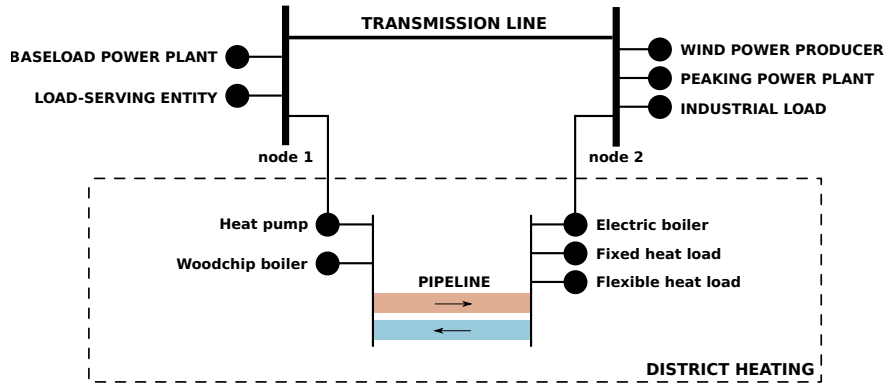 TRANSMISSION LINE
BASELOAD POWER PLANT
LOAD-SERVING ENTITY
WIND POWER PRODUCER
PEAKING POWER PLANT
INDUSTRIAL LOAD
node 1
node 2
Heat pump
Woodchip boiler
Electric boiler
Fixed heat load
Flexible heat load
PIPELINE
DISTRICT HEATING